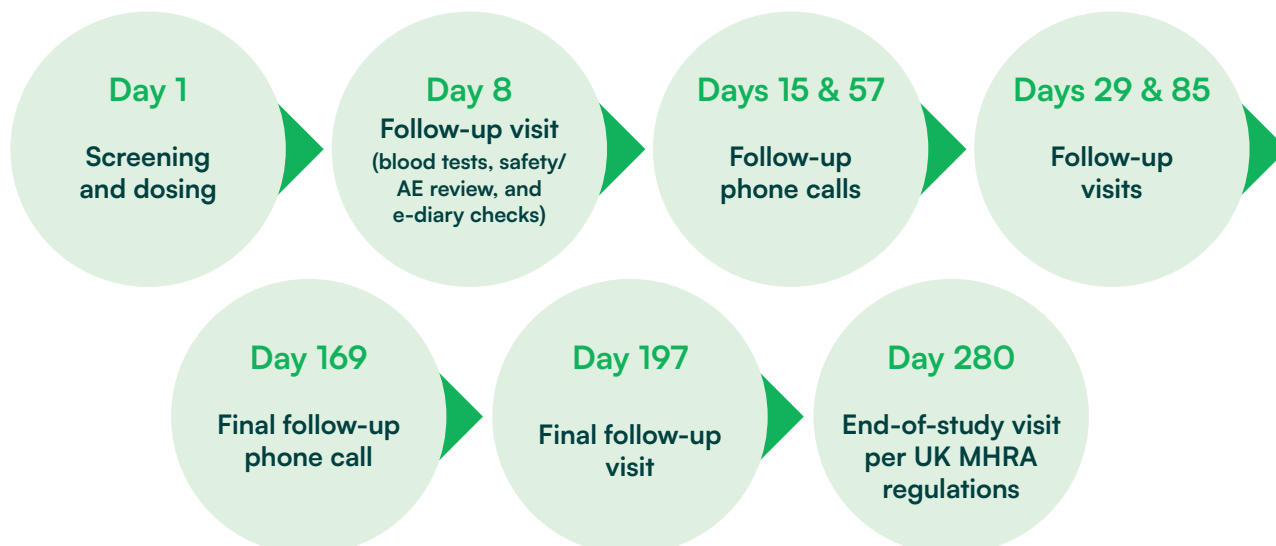 Day 1
Screening
and dosing
Day 8
Follow-up visit
(blood tests, safety/
AE review, and
e-diary checks)
Days 15 & 57
Follow-up
phone calls
Days 29 & 85
Follow-up
visits
Day 169
Final follow-up
phone call
Day 197
Final follow-up
visit
Day 280
End-of-study visit
per UK MHRA
regulations